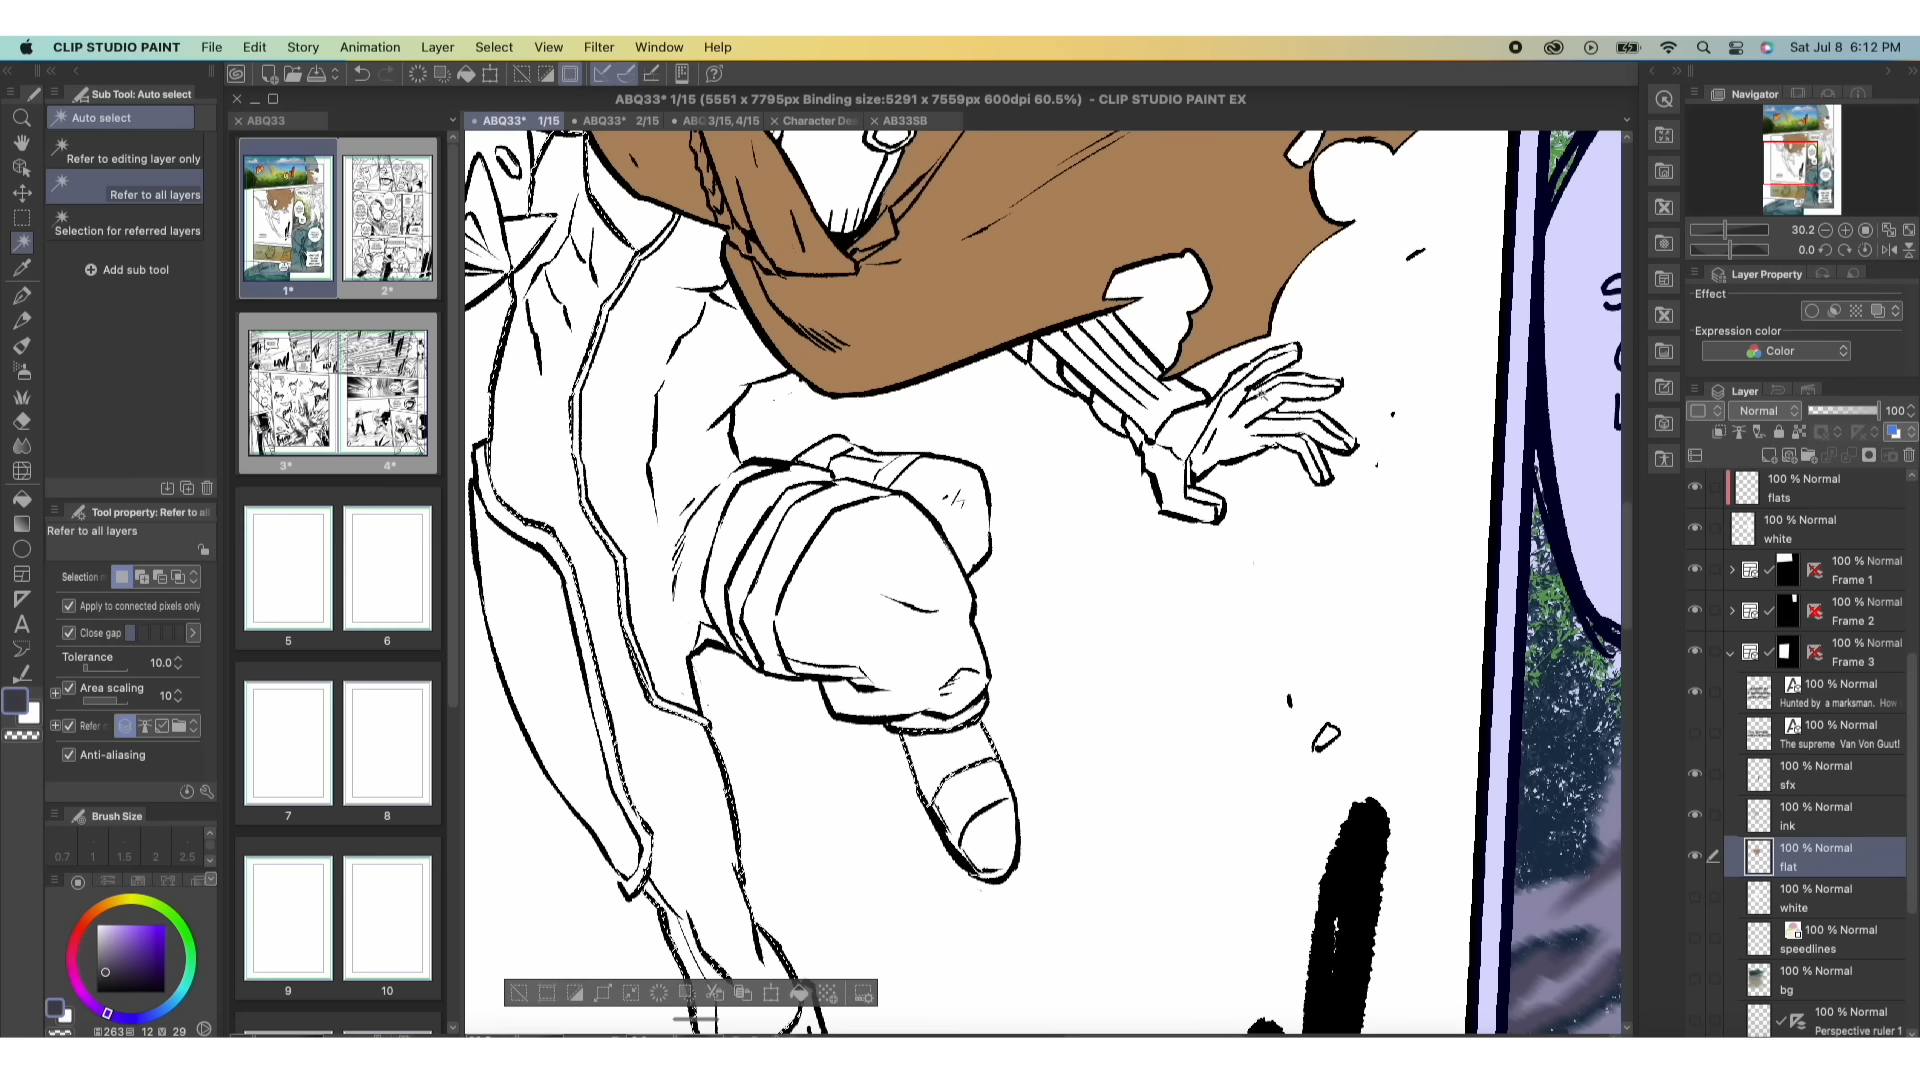 CLIP STUDIO PAINT File Edit Story Animation Layer Select View Filter Window Help Sat Jul 8 6:12 PM
ABQ33* 1/15 (5551 x 7795px Binding size:5291 x 7559px 600dpi 60.5%) - CLIP STUDIO PAINT EX
Sub Tool: Auto select
Auto select
Refer to editing layer only
Refer to all layers
Selection for referred layers
Add sub tool
Tool property: Refer to al
Refer to all layers
Selection m
Apply to connected pixels only
Close gap
Tolerance 10.0
Area scaling 10
Refer
Anti-aliasing
Brush Size
0.7 1 1.5 2 2.5
263 12 29
ABQ33
1* 2*
3* 4*
5 6
7 8
9 10
ABQ33* 1/15 ABQ33* 2/15 ABQ 3/15, 4/15 Character De AB33SB
S
Navigator
30.2
0.0
Layer Property
Effect
Expression color
Color
Layer
Normal 100
100 % Normal
flats
100 % Normal
white
100 % Normal
Frame 1
100 % Normal
Frame 2
100 % Normal
Frame 3
100 % Normal
Hunted by a marksman. How
100 % Normal
The supreme Van Von Guut!
100 % Normal
sfx
100 % Normal
ink
100 % Normal
flat
100 % Normal
white
100 % Normal
speedlines
100 % Normal
bg
100 % Normal
Perspective ruler 1